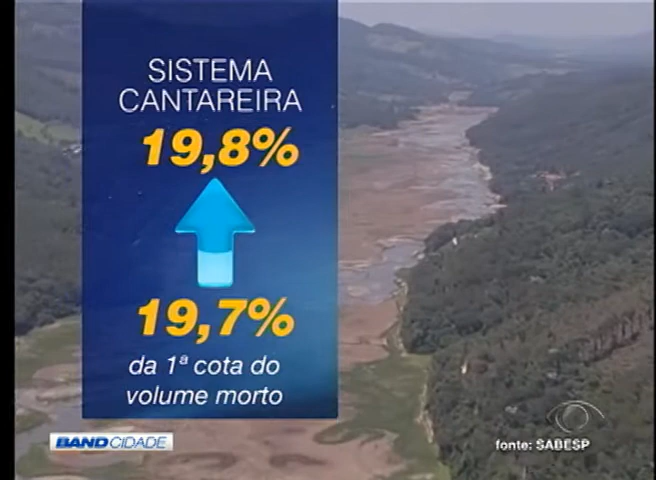 SISTEMA
CANTAREIRA
19,8%
19,7%
da 1ª cota do
volume morto
BAND CIDADE
fonte: SABESP